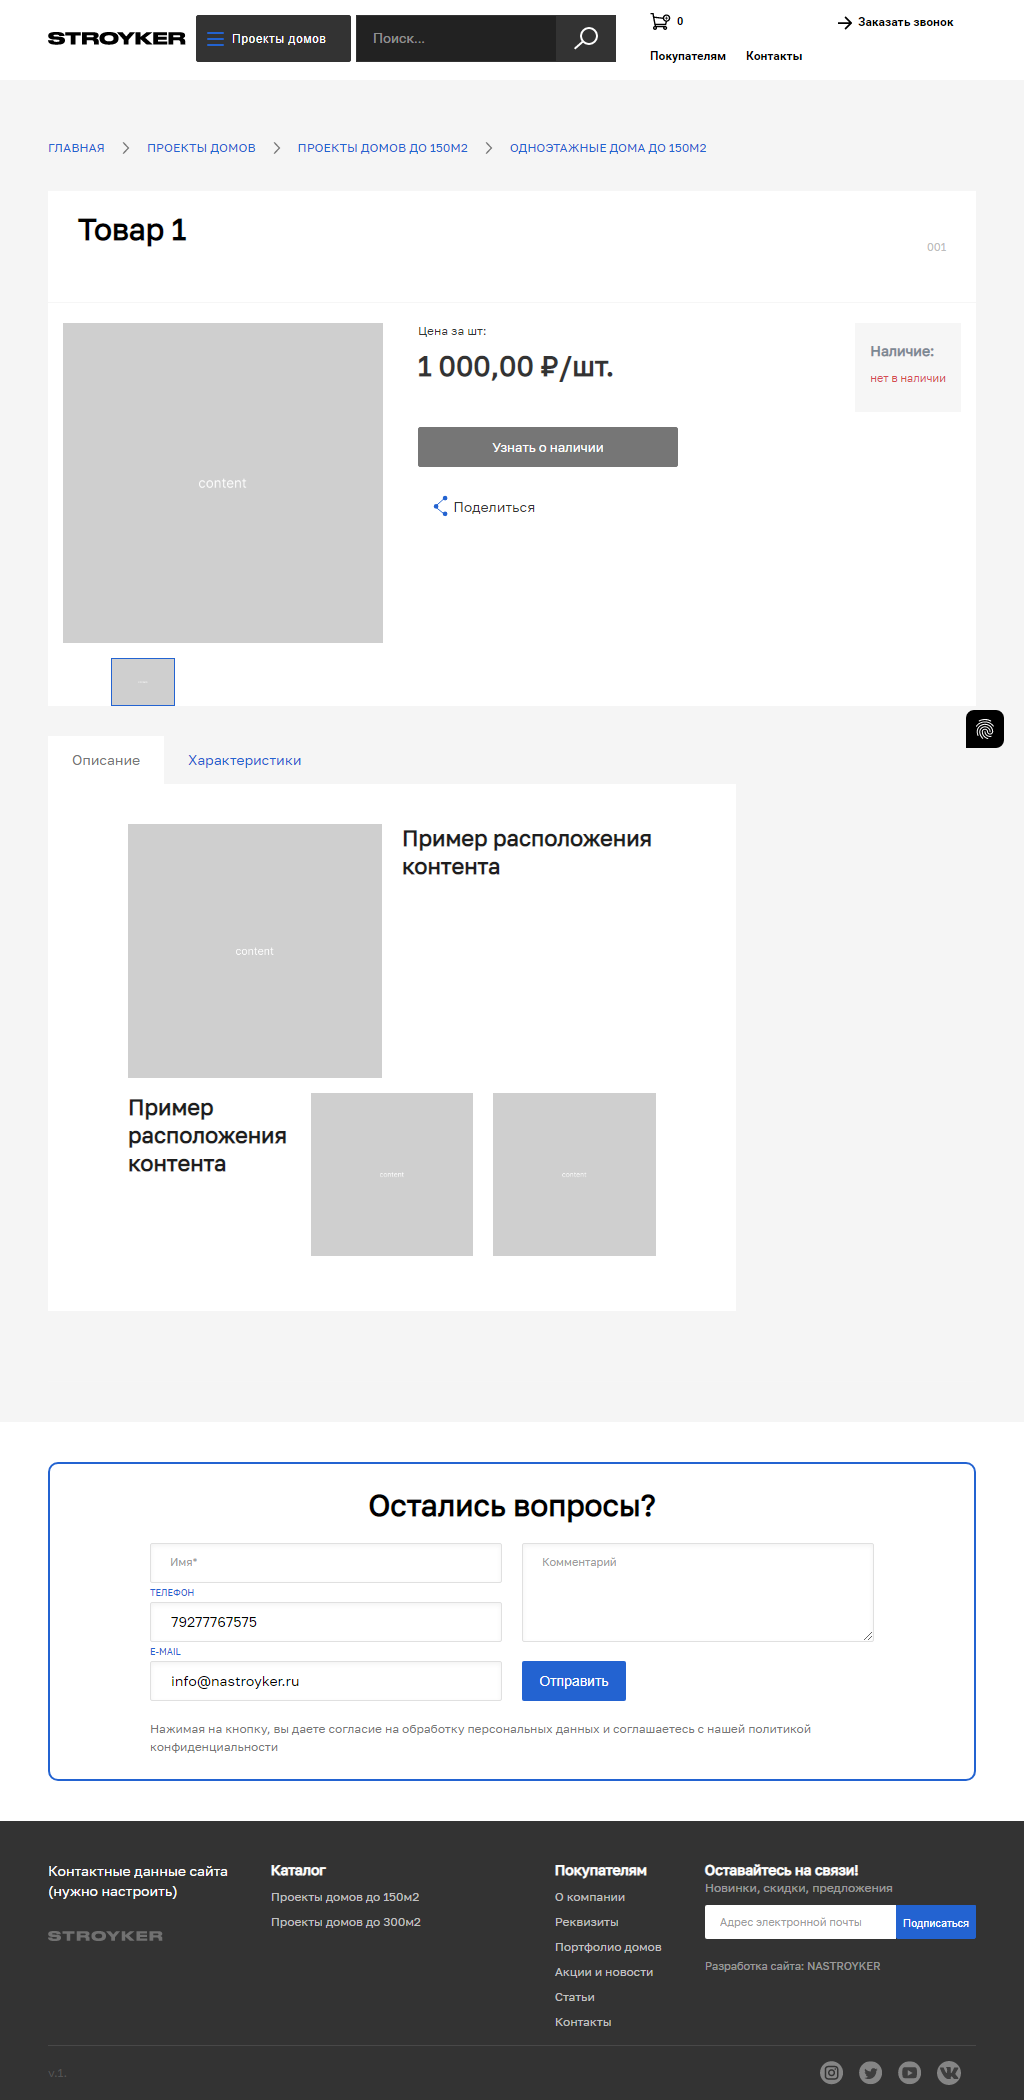 STROYKER
Проекты домов
Поиск...
0
Заказать звонок
Покупателям
Контакты
ГЛАВНАЯ
ПРОЕКТЫ ДОМОВ
ПРОЕКТЫ ДОМОВ ДО 150М2
ОДНОЭТАЖНЫЕ ДОМА ДО 150М2
Товар 1
001
content
Цена за шт:
1 000,00 ₽/шт.
Наличие:
нет в наличии
Узнать о наличии
Поделиться
Описание
Характеристики
content
Пример расположения
контента
Пример
расположения
контента
content
content
Остались вопросы?
Имя*
Комментарий
ТЕЛЕФОН
79277767575
E-MAIL
info@nastroyker.ru
Отправить
Нажимая на кнопку, вы даете согласие на обработку персональных данных и соглашаетесь с нашей политикой
конфиденциальности
Контактные данные сайта
(нужно настроить)
STROYKER
Каталог
Проекты домов до 150м2
Проекты домов до 300м2
Покупателям
О компании
Реквизиты
Портфолио домов
Акции и новости
Статьи
Контакты
Оставайтесь на связи!
Новинки, скидки, предложения
Адрес электронной почты
Подписаться
Разработка сайта: NASTROYKER
v.1.